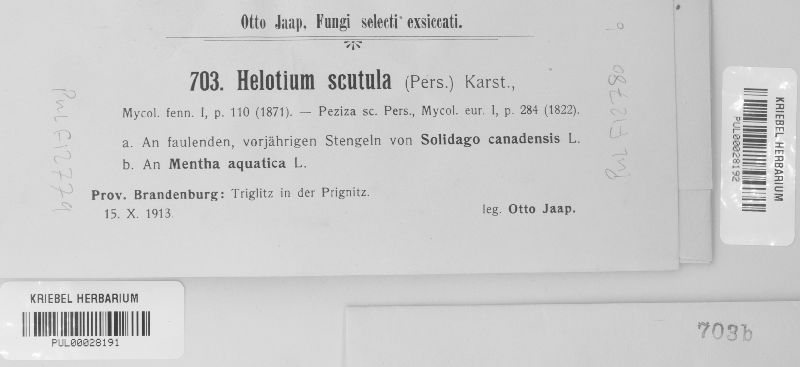 Otto Jaap, Fungi selecti exsiccati.
703. Helotium scutula (Pers.) Karst.,
Mycol. fenn. I, p. 110 (1871). — Peziza sc. Pers., Mycol. eur. I, p. 284 (1822).
a. An faulenden, vorjährigen Stengeln von Solidago canadensis L.
b. An Mentha aquatica L.
Prov. Brandenburg: Triglitz in der Prignitz.
15. X. 1913.
leg. Otto Jaap.
PUL F12779
KRIEBEL HERBARIUM
PUL00028192
KRIEBEL HERBARIUM
PUL00028191
703b